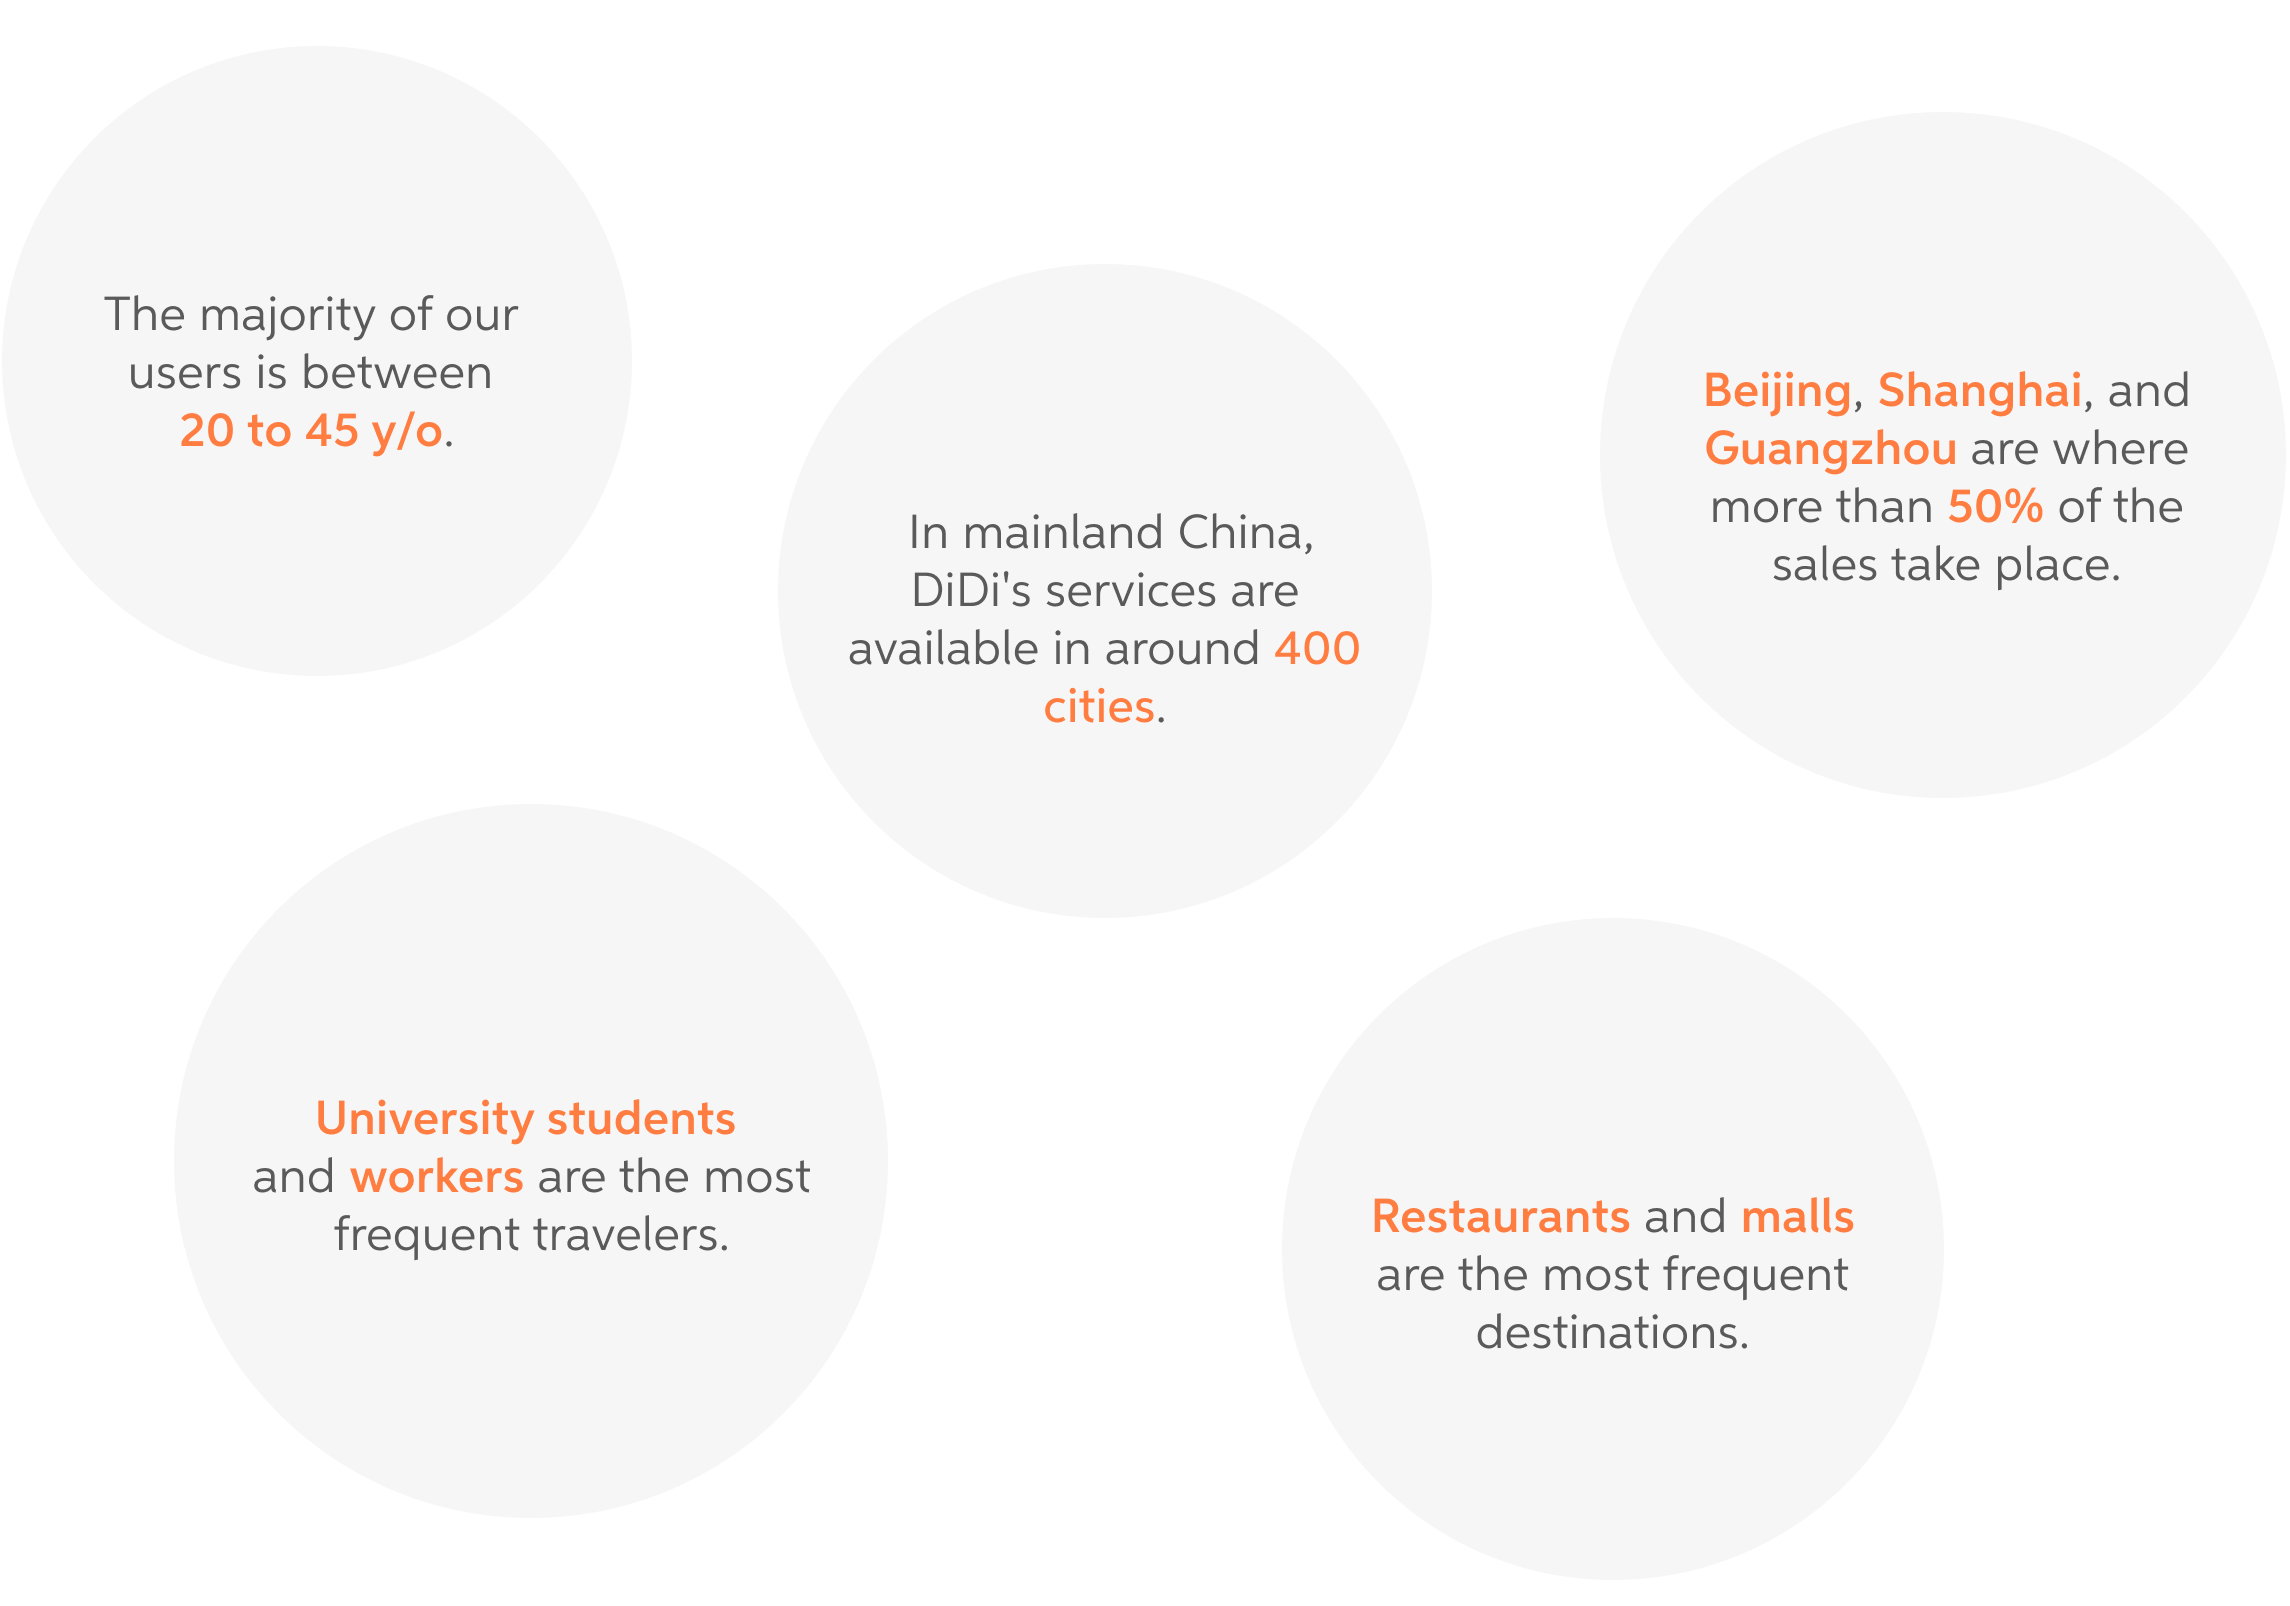 The majority of our
users is between
20 to 45 y/o.
In mainland China,
DiDi's services are
available in around 400
cities.
Beijing, Shanghai, and
Guangzhou are where
more than 50% of the
sales take place.
University students
and workers are the most
frequent travelers.
Restaurants and malls
are the most frequent
destinations.